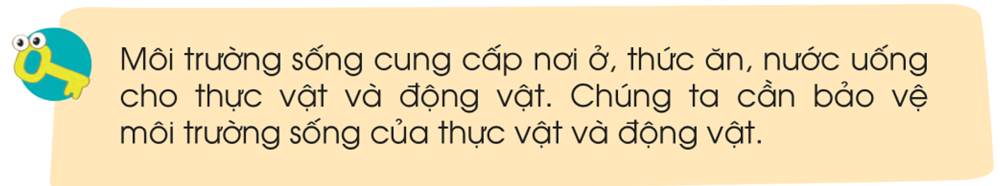 Môi trường sống cung cấp nơi ở, thức ăn, nước uống
cho thực vật và động vật. Chúng ta cần bảo vệ
môi trường sống của thực vật và động vật.